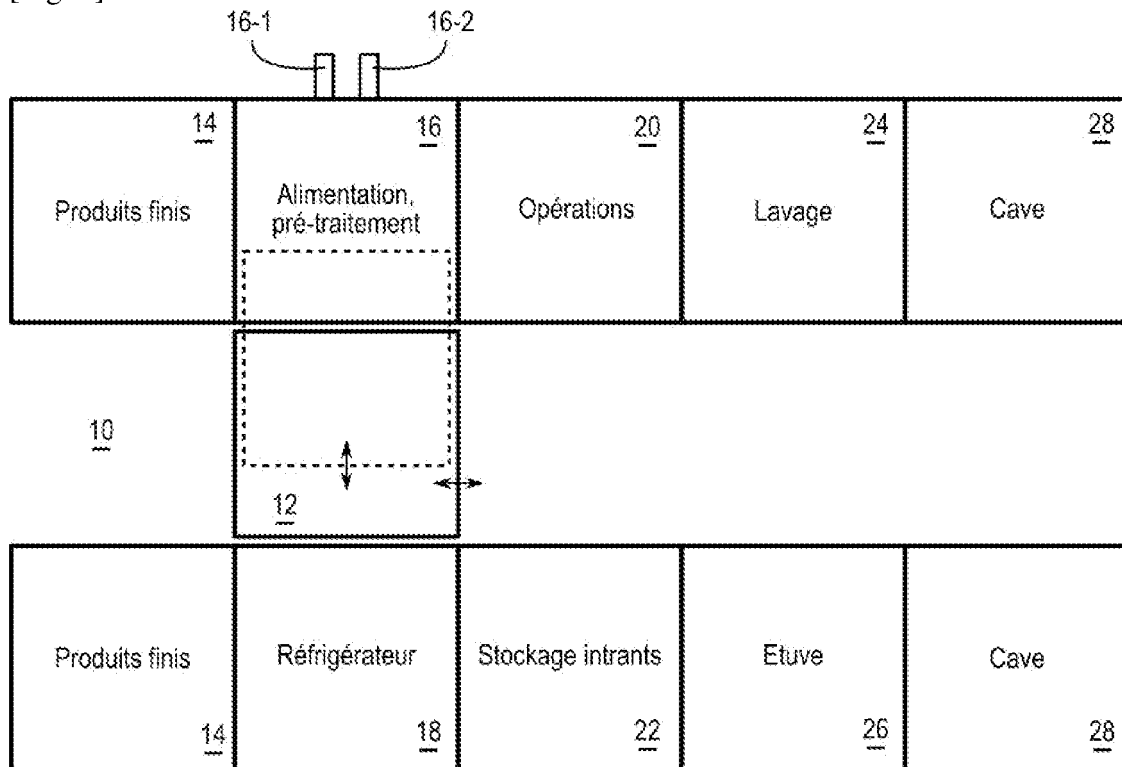 16-1
16-2
14
16
20
24
28
Produits finis
Alimentation,
pré-traitement
Opérations
Lavage
Cave
10
12
Produits finis
Réfrigérateur
Stockage intrants
Etuve
Cave
14
18
22
26
28